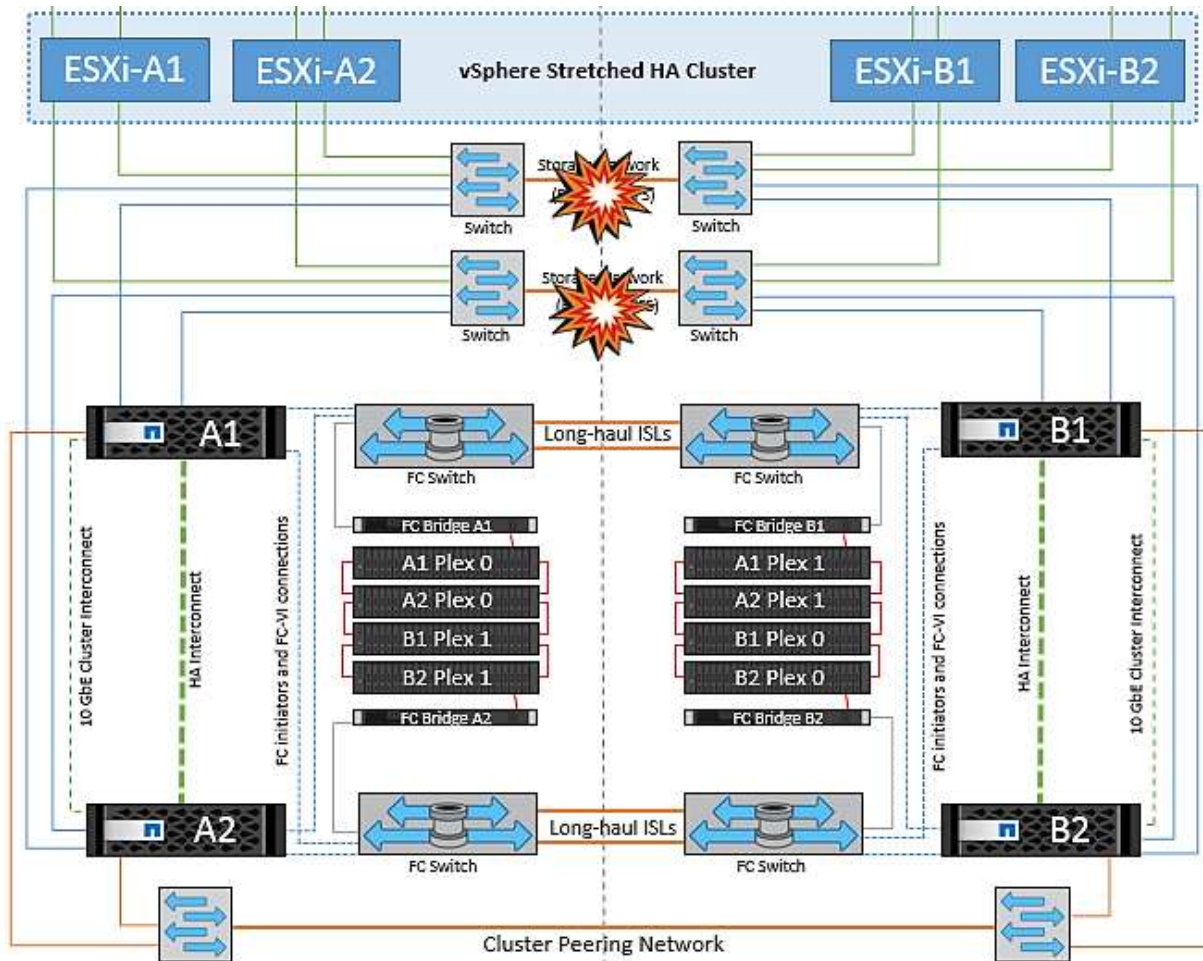 ESXi-A1
ESXi-A2
vSphere Stretched HA Cluster
ESXi-B1
ESXi-B2
Switch
Switch
Switch
Switch
A1
Long-haul ISLs
B1
FC Switch
FC Switch
10 GbE Cluster Interconnect
HA Interconnect
FC initiators and FC-VI connections
FC Bridge A1
A1 Plex 0
A2 Plex 0
B1 Plex 1
B2 Plex 1
FC Bridge A2
FC Bridge B1
A1 Plex 1
A2 Plex 1
B1 Plex 0
B2 Plex 0
FC Bridge B2
FC initiators and FC-VI connections
HA Interconnect
10 GbE Cluster Interconnect
A2
Long-haul ISLs
B2
FC Switch
FC Switch
Cluster Peering Network